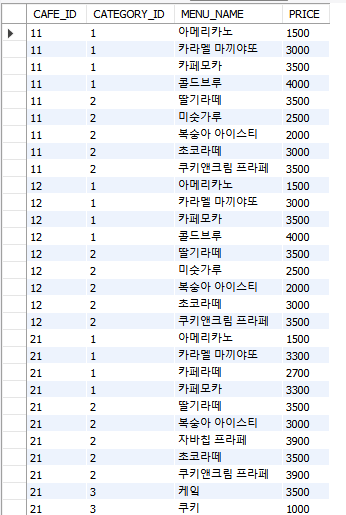 CAFE_ID CATEGORY_ID MENU_NAME PRICE
11 1 아메리카노 1500
11 1 카라멜 마끼야또 3000
11 1 카페모카 3500
11 1 콜드브루 4000
11 2 딸기라떼 3500
11 2 미숫가루 2500
11 2 복숭아 아이스티 2000
11 2 초코라떼 3000
11 2 쿠키앤크림 프라페 3500
12 1 아메리카노 1500
12 1 카라멜 마끼야또 3000
12 1 카페모카 3500
12 1 콜드브루 4000
12 2 딸기라떼 3500
12 2 미숫가루 2500
12 2 복숭아 아이스티 2000
12 2 초코라떼 3000
12 2 쿠키앤크림 프라페 3500
21 1 아메리카노 1500
21 1 카라멜 마끼야또 3300
21 1 카페라떼 2700
21 1 카페모카 3300
21 2 딸기라떼 3500
21 2 복숭아 아이스티 3000
21 2 자바칩 프라페 3900
21 2 초코라떼 3500
21 2 쿠키앤크림 프라페 3900
21 3 케잌 3500
21 3 쿠키 1000